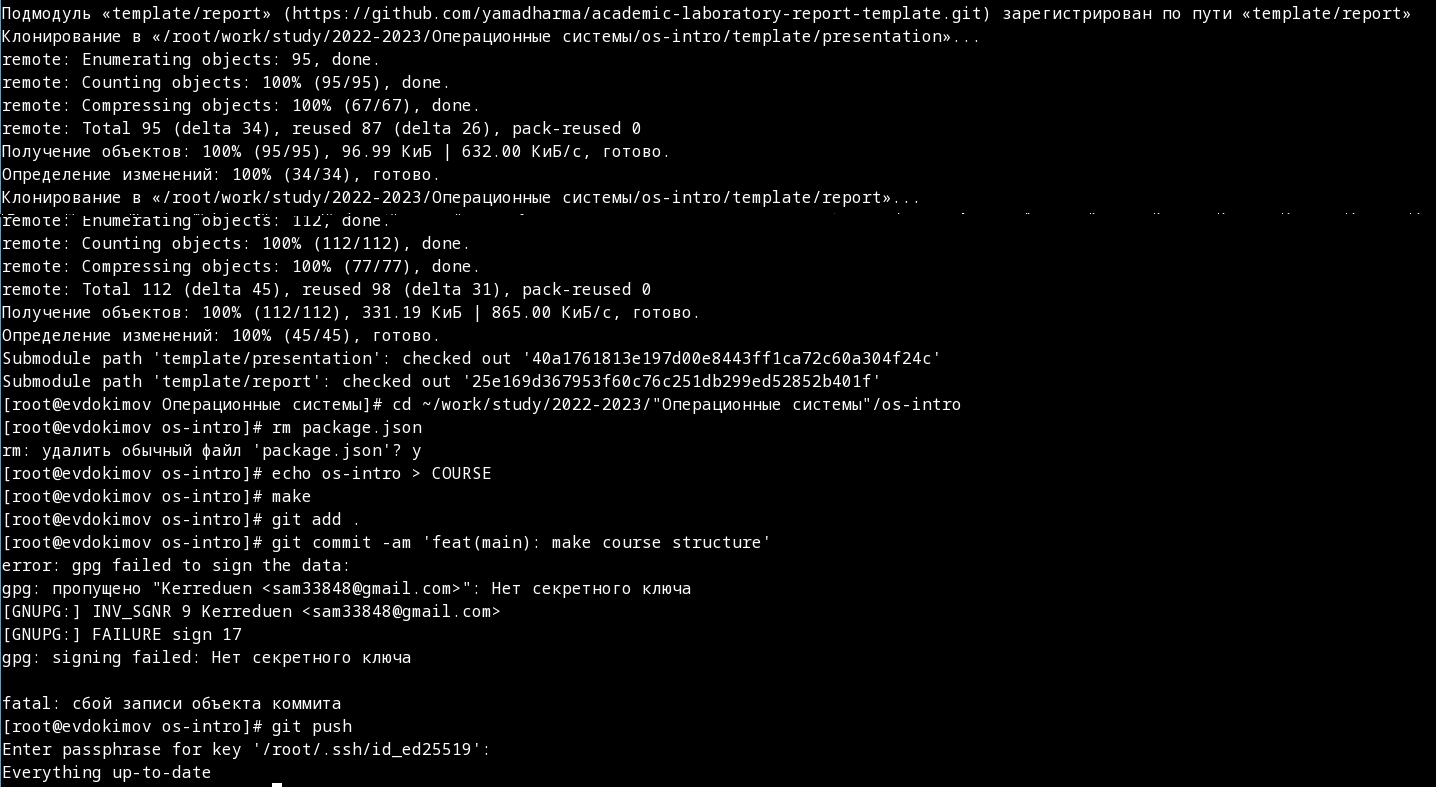 Подмодуль «template/report» (https://github.com/yamadharma/academic-laboratory-report-template.git) зарегистрирован по пути «template/report»
Клонирование в «/root/work/study/2022-2023/Операционные системы/os-intro/template/presentation»...
remote: Enumerating objects: 95, done.
remote: Counting objects: 100% (95/95), done.
remote: Compressing objects: 100% (67/67), done.
remote: Total 95 (delta 34), reused 87 (delta 26), pack-reused 0
Получение объектов: 100% (95/95), 96.99 КиБ | 632.00 КиБ/с, готово.
Определение изменений: 100% (34/34), готово.
Клонирование в «/root/work/study/2022-2023/Операционные системы/os-intro/template/report»...
remote: Enumerating objects: 112, done.
remote: Counting objects: 100% (112/112), done.
remote: Compressing objects: 100% (77/77), done.
remote: Total 112 (delta 45), reused 98 (delta 31), pack-reused 0
Получение объектов: 100% (112/112), 331.19 КиБ | 865.00 КиБ/с, готово.
Определение изменений: 100% (45/45), готово.
Submodule path 'template/presentation': checked out '40a1761813e197d00e8443ff1ca72c60a304f24c'
Submodule path 'template/report': checked out '25e169d367953f60c76c251db299ed52852b401f'
[root@evdokimov Операционные системы]# cd ~/work/study/2022-2023/"Операционные системы"/os-intro
[root@evdokimov os-intro]# rm package.json
rm: удалить обычный файл 'package.json'? y
[root@evdokimov os-intro]# echo os-intro > COURSE
[root@evdokimov os-intro]# make
[root@evdokimov os-intro]# git add .
[root@evdokimov os-intro]# git commit -am 'feat(main): make course structure'
error: gpg failed to sign the data:
gpg: пропущено "Kerreduen <sam33848@gmail.com>": Нет секретного ключа
[GNUPG:] INV_SGNR 9 Kerreduen <sam33848@gmail.com>
[GNUPG:] FAILURE sign 17
gpg: signing failed: Нет секретного ключа
fatal: сбой записи объекта коммита
[root@evdokimov os-intro]# git push
Enter passphrase for key '/root/.ssh/id_ed25519':
Everything up-to-date